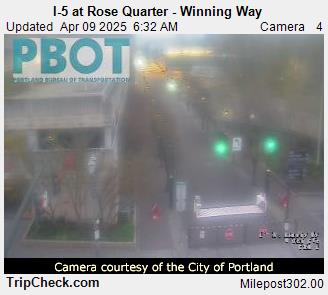 I-5 at Rose Quarter - Winning Way
Updated Apr 09 2025 6:32 AM Camera 4
PBOT
PORTLAND BUREAU OF TRANSPORTATION
Camera courtesy of the City of Portland
TripCheck.com Milepost302.00